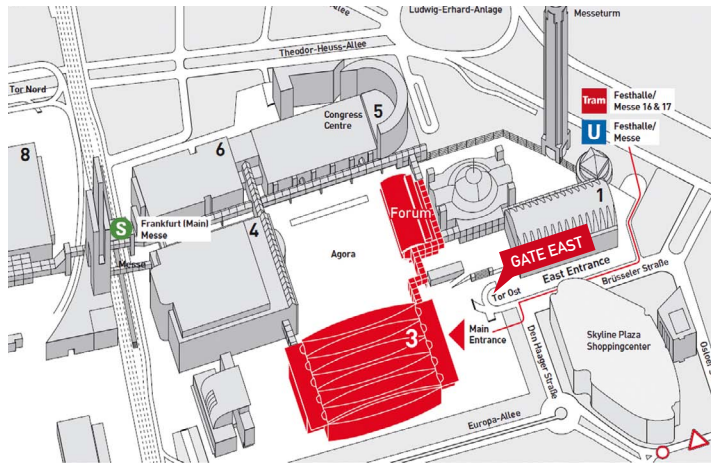 Ludwig-Erhard-Anlage
Messeturm
Theodor-Heuss-Allee
Tor Nord
Tram
Festhalle/
Messe 16 & 17
5
Congress
Centre
U
Festhalle/
Messe
6
8
1
Forum
S
Frankfurt (Main)
Messe
4
Agora
Messe
GATE EAST
East Entrance
Brüsseler Straße
Tor Ost
3
Main
Entrance
Skyline Plaza
Shoppingcenter
Den Haager Straße
Europa-Allee